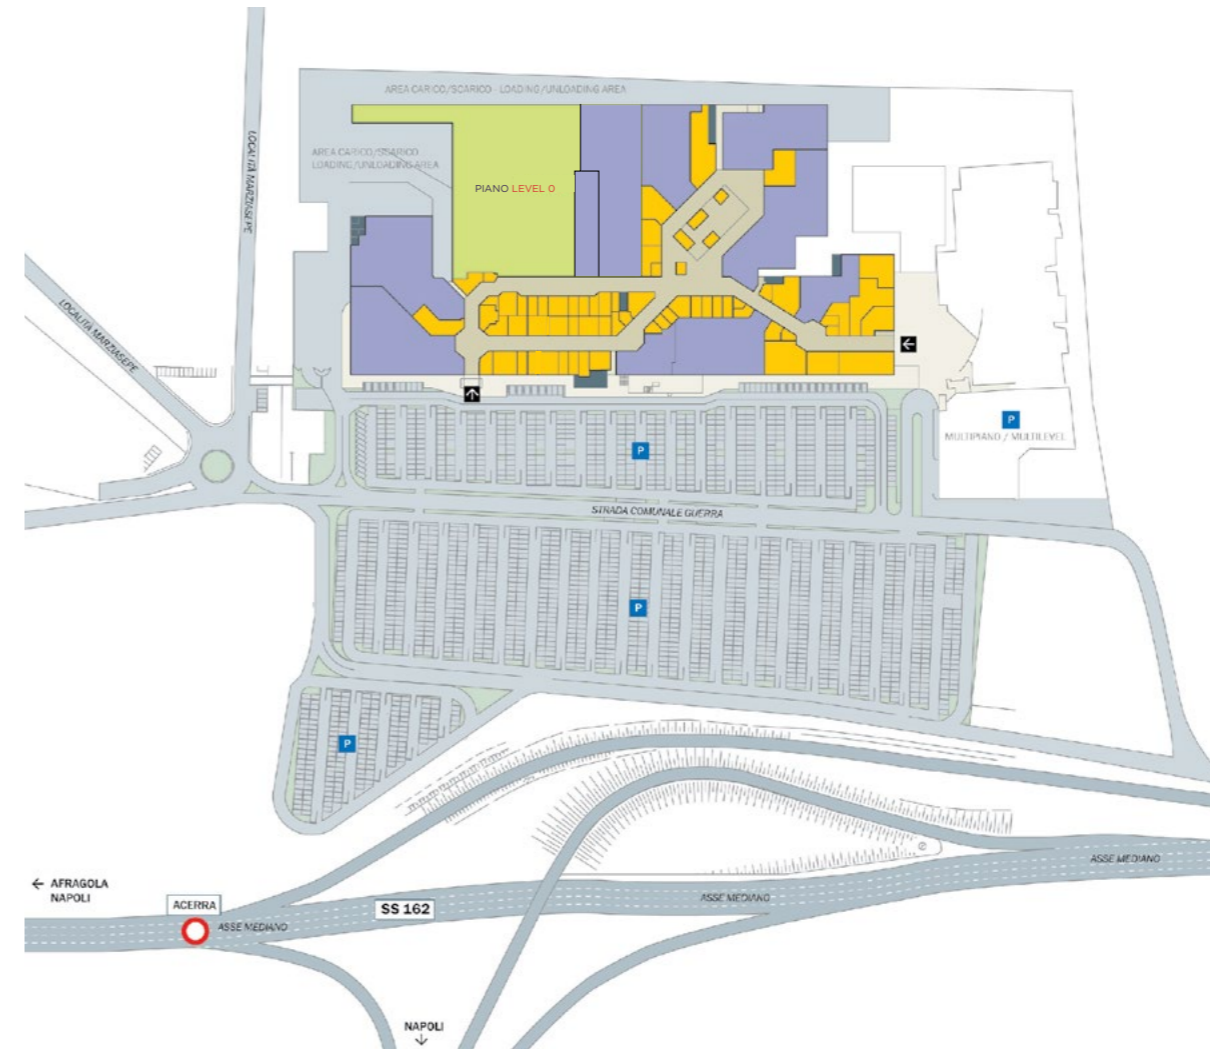 AREA CARICO/SCARICO - LOADING/UNLOADING AREA
AREA CARICO/SCARICO
LOADING/UNLOADING AREA
LOCALITÀ MARZIASEPE
PIANO LEVEL 0
LOCALITÀ MARZIASEPE
P
MULTIPIANO / MULTILEVEL
P
STRADA COMUNALE GUERRA
P
P
ASSE MEDIANO
← AFRAGOLA
NAPOLI
ACERRA
SS 162
ASSE MEDIANO
ASSE MEDIANO
NAPOLI
↓